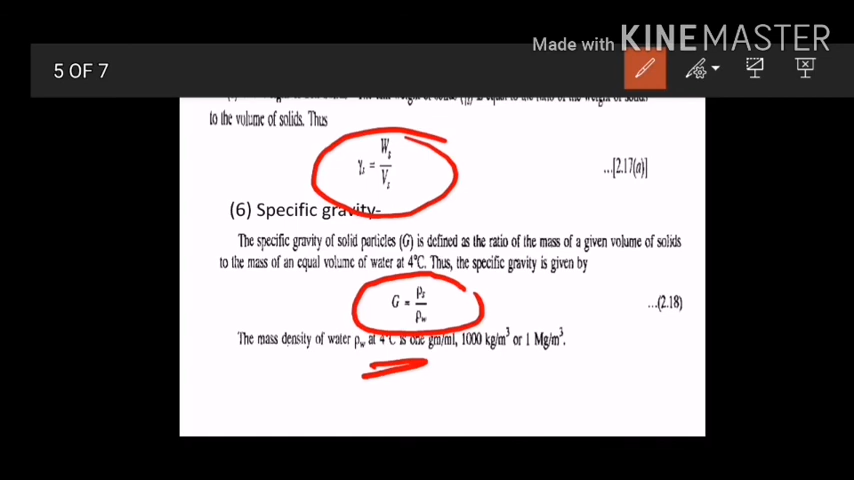 Made with KINEMASTER
5 OF 7
to the volume of solids. Thus
γs = Ws / Vs ...[2.17(a)]
(6) Specific gravity-
The specific gravity of solid particles (G) is defined as the ratio of the mass of a given volume of solids
to the mass of an equal volume of water at 4°C. Thus, the specific gravity is given by
G = ρs / ρw ...(2.18)
The mass density of water ρw at 4°C is one gm/ml, 1000 kg/m³ or 1 Mg/m³.